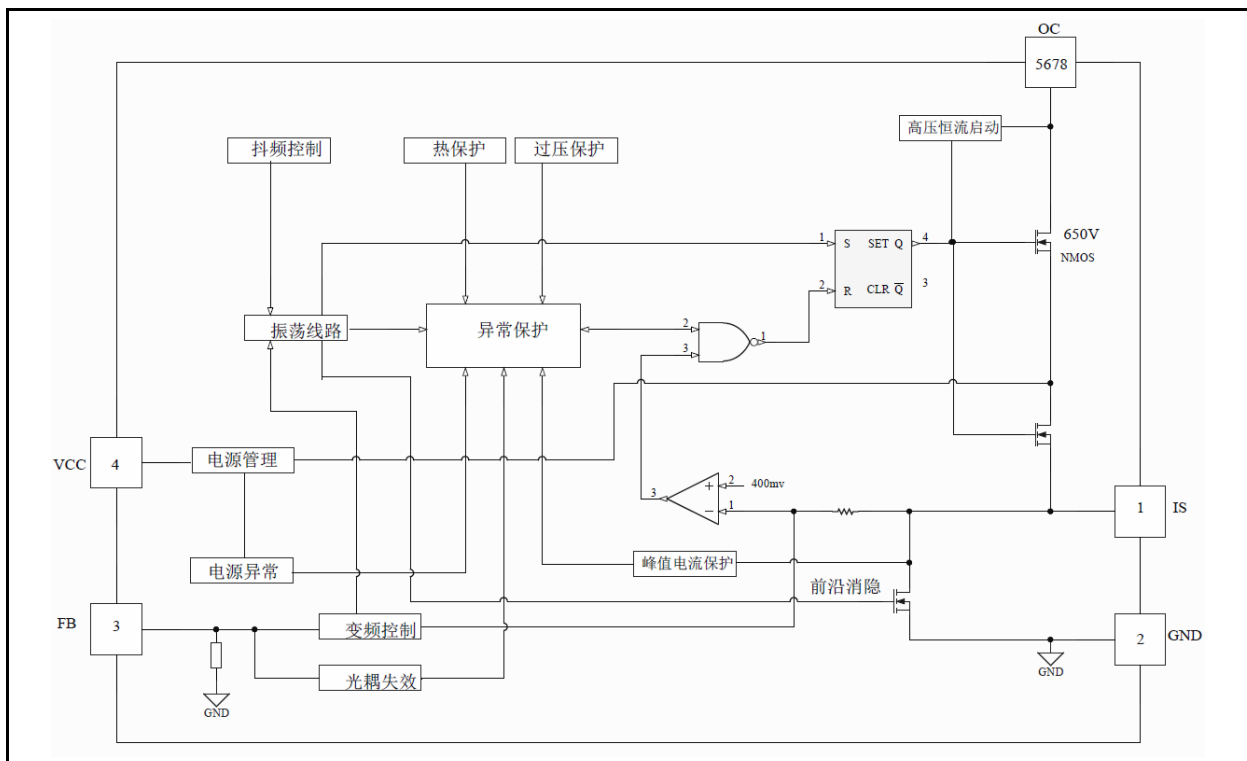 OC
5678
高压恒流启动
抖频控制
热保护
过压保护
1
S
SET Q
4
650V
NMOS
2
R
CLR Q̅
3
振荡线路
异常保护
2
3
1
VCC
4
电源管理
3
2
400mv
1
1
IS
电源异常
峰值电流保护
前沿消隐
FB
3
变频控制
2
GND
光耦失效
GND
GND